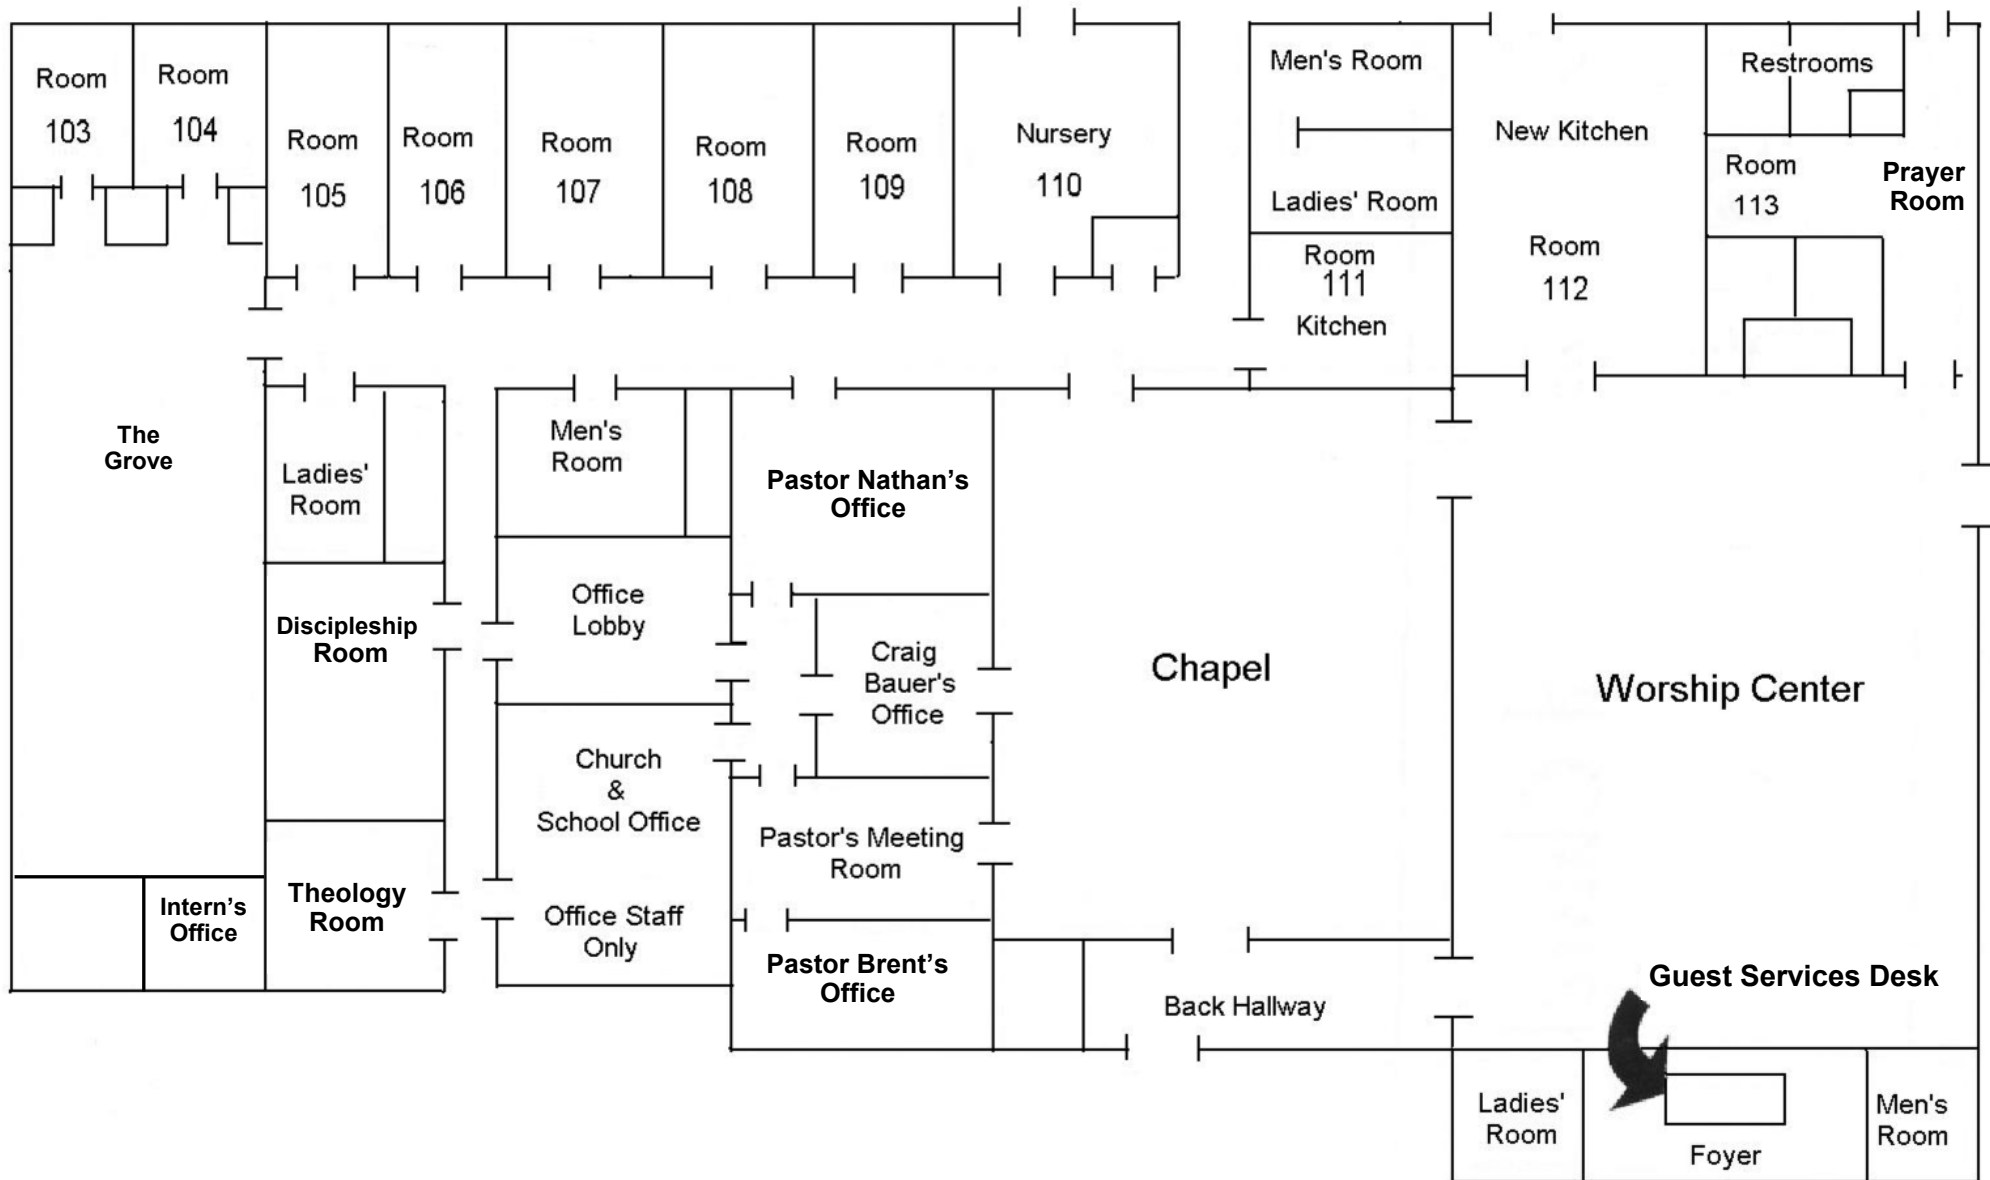 Room
103
Room
104
Room
105
Room
106
Room
107
Room
108
Room
109
Nursery
110
Men's Room
Ladies' Room
Room
111
Kitchen
New Kitchen
Room
112
Restrooms
Room
113
Prayer
Room
The
Grove
Ladies'
Room
Men's
Room
Pastor Nathan’s
Office
Discipleship
Room
Office
Lobby
Craig
Bauer's
Office
Chapel
Worship Center
Church
&
School Office
Pastor's Meeting
Room
Intern’s
Office
Theology
Room
Office Staff
Only
Pastor Brent’s
Office
Back Hallway
Guest Services Desk
Ladies'
Room
Foyer
Men's
Room